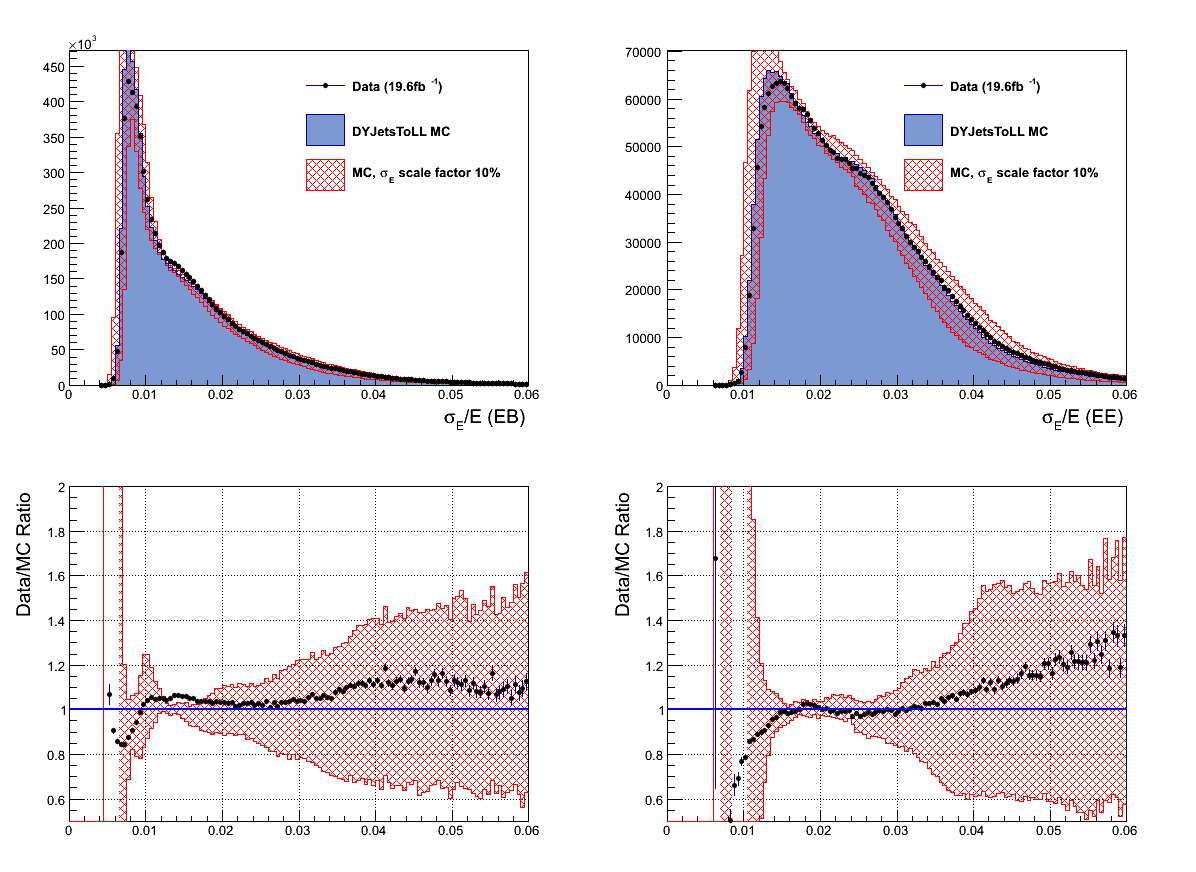 ×10³
450
400
350
300
250
200
150
100
50
0
Data (19.6fb ⁻¹)
DYJetsToLL MC
MC, σ_E scale factor 10%
0 0.01 0.02 0.03 0.04 0.05 0.06
σ_E/E (EB)
70000
60000
50000
40000
30000
20000
10000
0
Data (19.6fb ⁻¹)
DYJetsToLL MC
MC, σ_E scale factor 10%
0 0.01 0.02 0.03 0.04 0.05 0.06
σ_E/E (EE)
Data/MC Ratio
2
1.8
1.6
1.4
1.2
1
0.8
0.6
0 0.01 0.02 0.03 0.04 0.05 0.06
Data/MC Ratio
2
1.8
1.6
1.4
1.2
1
0.8
0.6
0 0.01 0.02 0.03 0.04 0.05 0.06